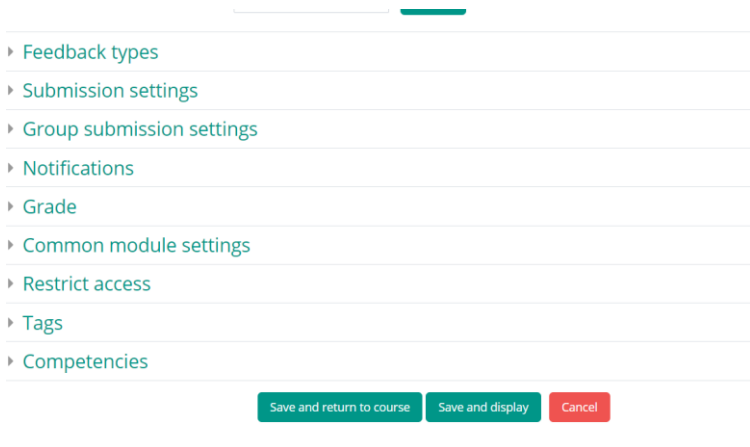 Feedback types
Submission settings
Group submission settings
Notifications
Grade
Common module settings
Restrict access
Tags
Competencies
Save and return to course Save and display Cancel